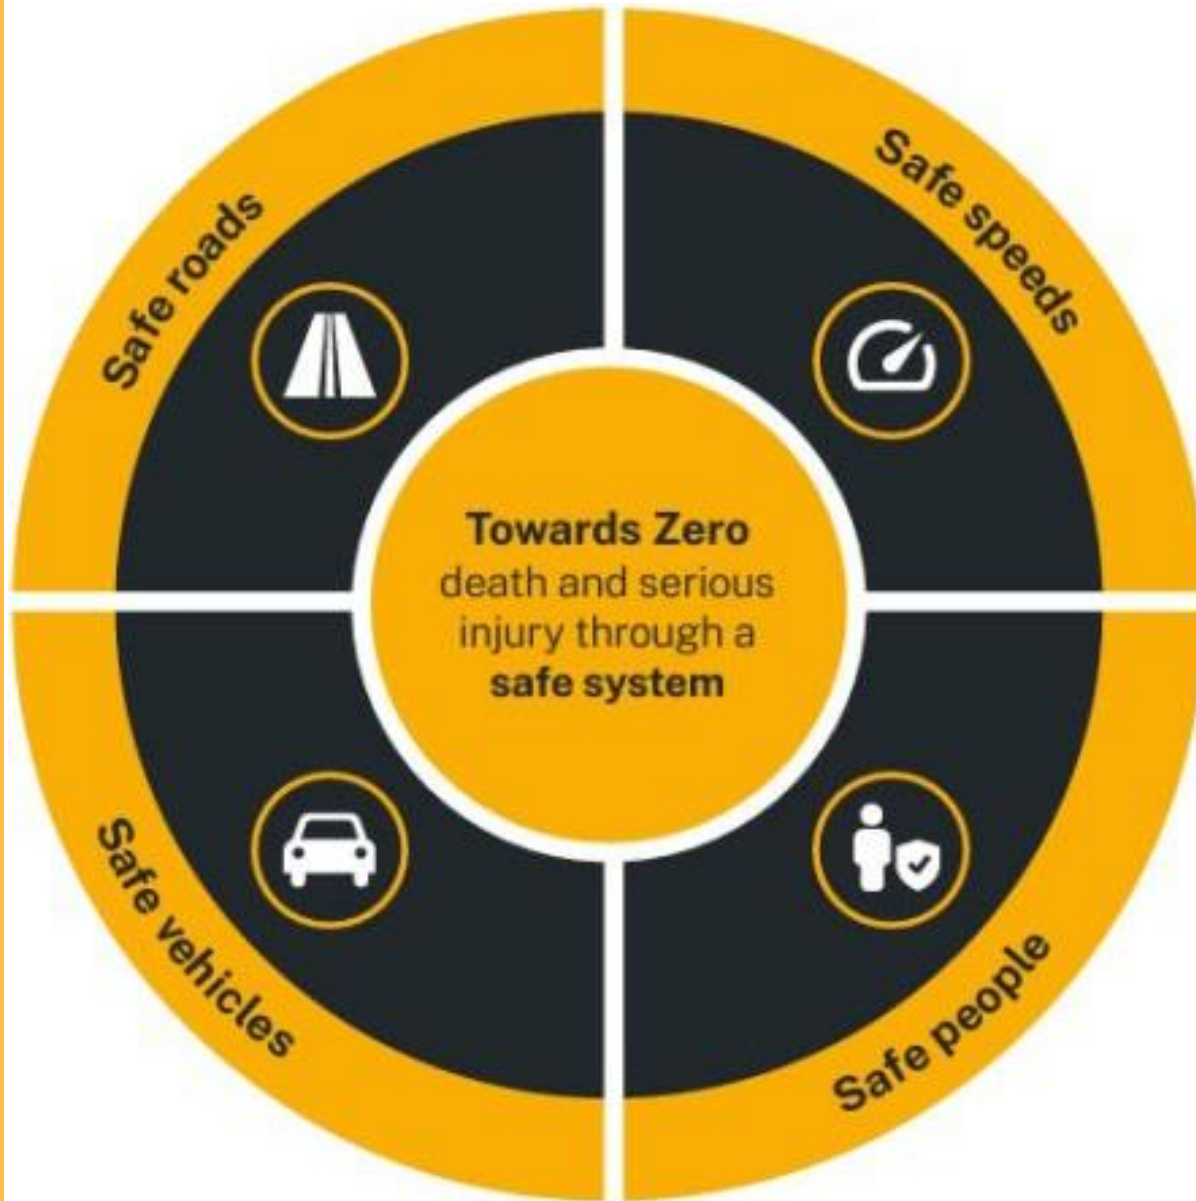 Safe roads
Safe speeds
Towards Zero
death and serious
injury through a
safe system
Safe vehicles
Safe people